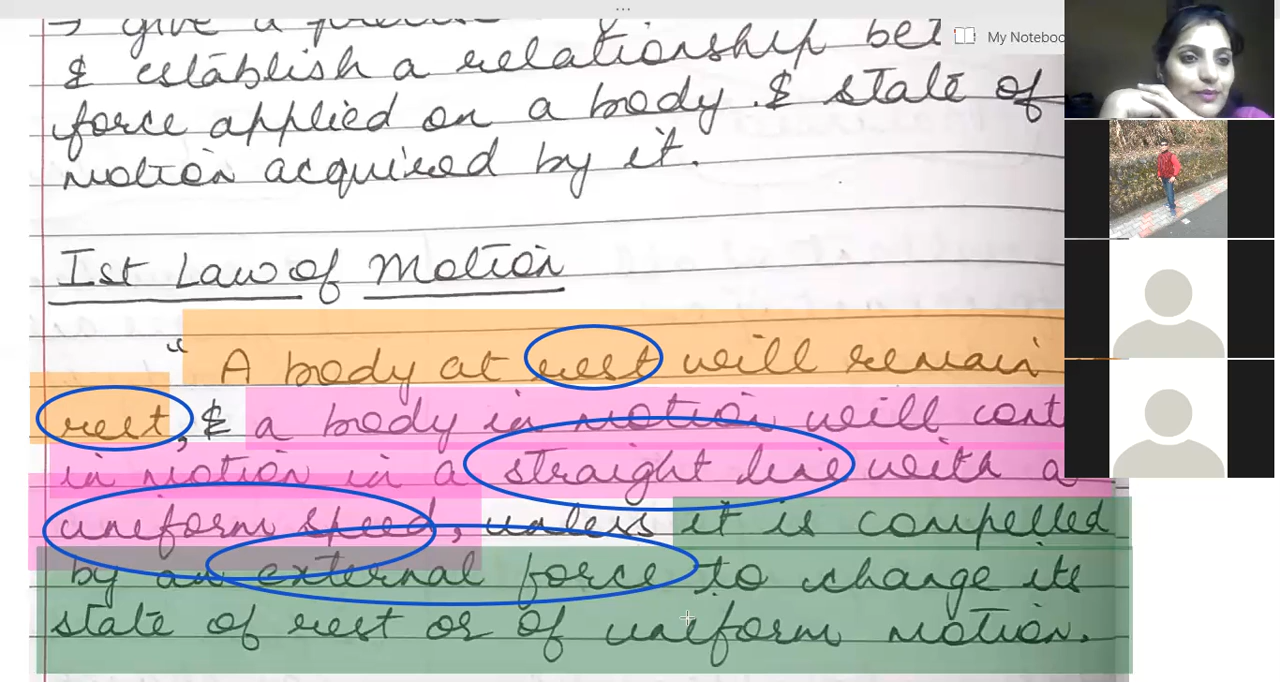 → give a
& establish a relationship bet
My Noteboo
force applied on a body & state of
motion acquired by it.
Ist Law of Motion
" A body at rest will remain
rest, & a body in motion will cont
in motion in a straight line with a
uniform speed, unless it is compelled
by an external force to change its
state of rest or of uniform motion.